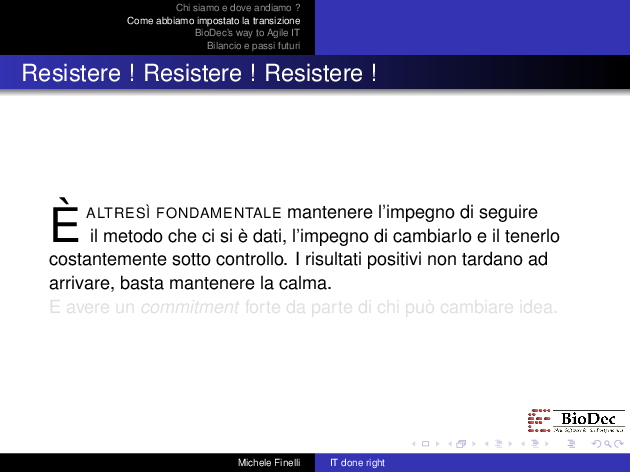 Chi siamo e dove andiamo ?
Come abbiamo impostato la transizione
BioDec's way to Agile IT
Bilancio e passi futuri
Resistere ! Resistere ! Resistere !
È ALTRESÌ FONDAMENTALE mantenere l'impegno di seguire
il metodo che ci si è dati, l'impegno di cambiarlo e il tenerlo
costantemente sotto controllo. I risultati positivi non tardano ad
arrivare, basta mantenere la calma.
E avere un commitment forte da parte di chi può cambiare idea.
BioDec
Michele Finelli
IT done right